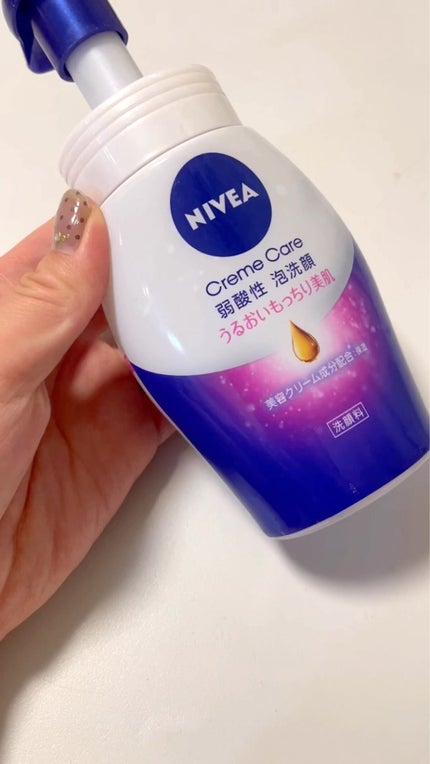 NIVEA
Creme Care
弱酸性 泡洗顔
うるおいもっちり美肌
美容クリーム成分配合*保湿
洗顔料